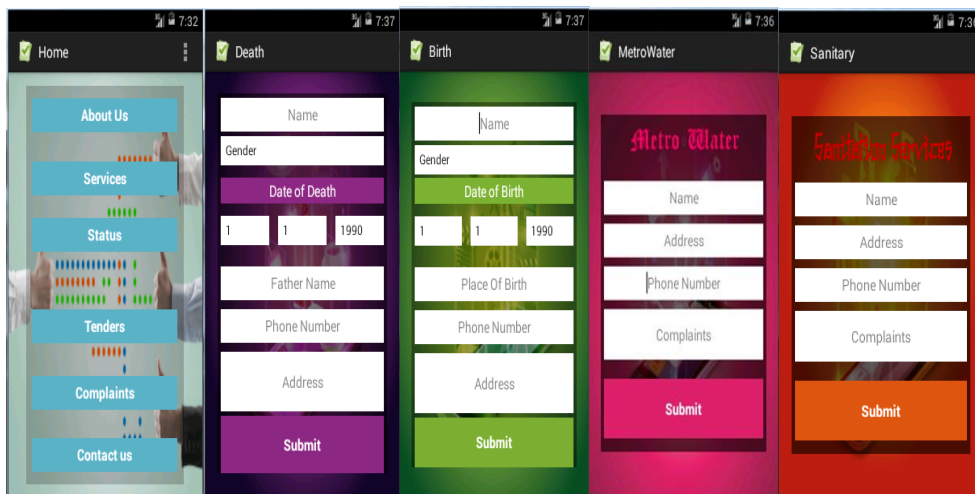 7:32
Home
About Us
Services
Status
Tenders
Complaints
Contact us
7:37
Death
Name
Gender
Date of Death
1 1 1990
Father Name
Phone Number
Address
Submit
7:37
Birth
Name
Gender
Date of Birth
1 1 1990
Place Of Birth
Phone Number
Address
Submit
7:36
MetroWater
Metro Water
Name
Address
Phone Number
Complaints
Submit
Sanitary
Sanitation Services
Name
Address
Phone Number
Complaints
Submit